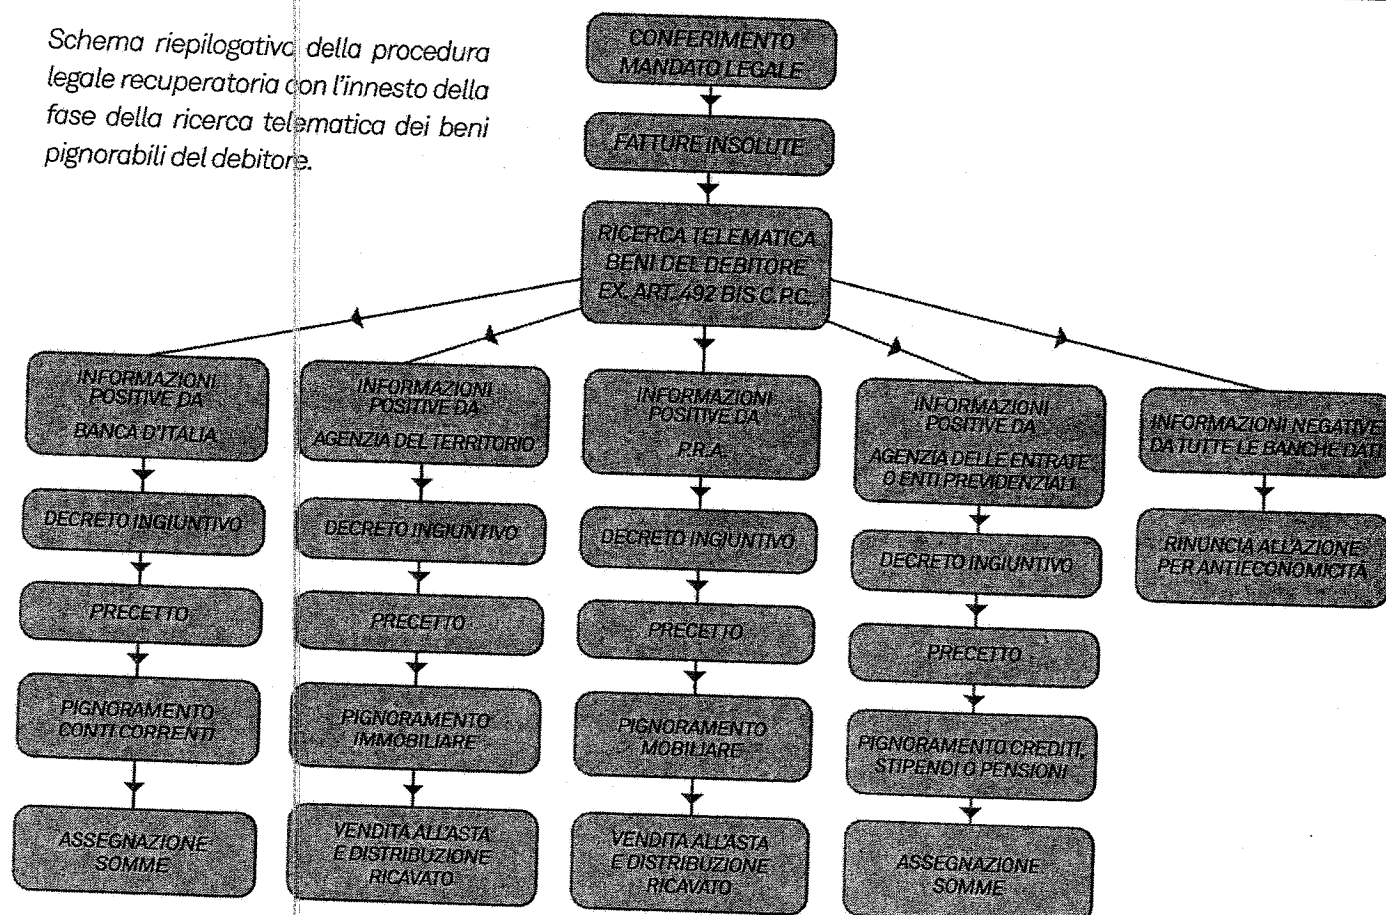 Schema riepilogativo della procedura
legale recuperatoria con l'innesto della
fase della ricerca telematica dei beni
pignorabili del debitore.
CONFERIMENTO
MANDATO LEGALE
FATTURE INSOLUTE
RICERCA TELEMATICA
BENI DEL DEBITORE
EX. ART. 492 BIS C.P.C.
INFORMAZIONI
POSITIVE DA
BANCA D'ITALIA
DECRETO INGIUNTIVO
PRECETTO
PIGNORAMENTO
CONTI CORRENTI
ASSEGNAZIONE
SOMME
INFORMAZIONI
POSITIVE DA
AGENZIA DEL TERRITORIO
DECRETO INGIUNTIVO
PRECETTO
PIGNORAMENTO
IMMOBILIARE
VENDITA ALL'ASTA
E DISTRIBUZIONE
RICAVATO
INFORMAZIONI
POSITIVE DA
P.R.A.
DECRETO INGIUNTIVO
PRECETTO
PIGNORAMENTO
MOBILIARE
VENDITA ALL'ASTA
E DISTRIBUZIONE
RICAVATO
INFORMAZIONI
POSITIVE DA
AGENZIA DELLE ENTRATE
O ENTI PREVIDENZIALI
DECRETO INGIUNTIVO
PRECETTO
PIGNORAMENTO CREDITI,
STIPENDI O PENSIONI
ASSEGNAZIONE
SOMME
INFORMAZIONI NEGATIVE
DA TUTTE LE BANCHE DATI
RINUNCIA ALL'AZIONE
PER ANTIECONOMICITÀ